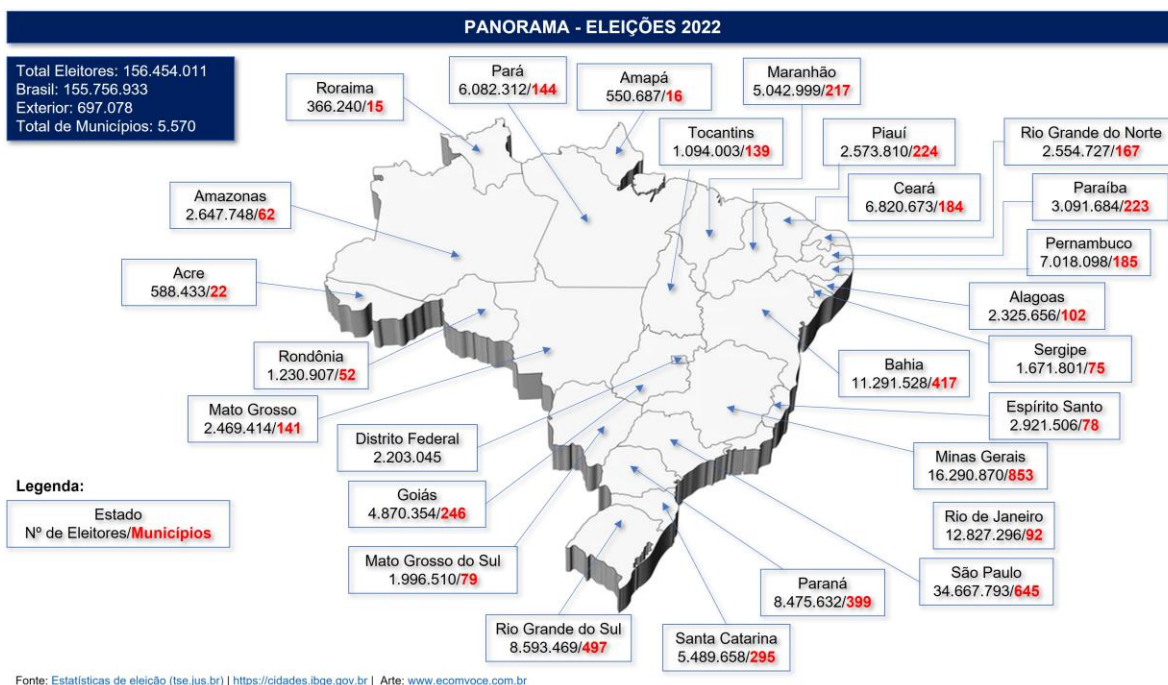 PANORAMA - ELEIÇÕES 2022
Total Eleitores: 156.454.011
Brasil: 155.756.933
Exterior: 697.078
Total de Municípios: 5.570
Roraima
366.240/15
Pará
6.082.312/144
Amapá
550.687/16
Maranhão
5.042.999/217
Tocantins
1.094.003/139
Piauí
2.573.810/224
Rio Grande do Norte
2.554.727/167
Amazonas
2.647.748/62
Ceará
6.820.673/184
Paraíba
3.091.684/223
Pernambuco
7.018.098/185
Acre
588.433/22
Alagoas
2.325.656/102
Rondônia
1.230.907/52
Bahia
11.291.528/417
Sergipe
1.671.801/75
Mato Grosso
2.469.414/141
Espírito Santo
2.921.506/78
Distrito Federal
2.203.045
Minas Gerais
16.290.870/853
Goiás
4.870.354/246
Rio de Janeiro
12.827.296/92
Mato Grosso do Sul
1.996.510/79
São Paulo
34.667.793/645
Paraná
8.475.632/399
Rio Grande do Sul
8.593.469/497
Santa Catarina
5.489.658/295
Legenda:
Estado
Nº de Eleitores/Municípios
Fonte: Estatísticas de eleição (tse.jus.br) | https://cidades.ibge.gov.br | Arte: www.ecomvoce.com.br